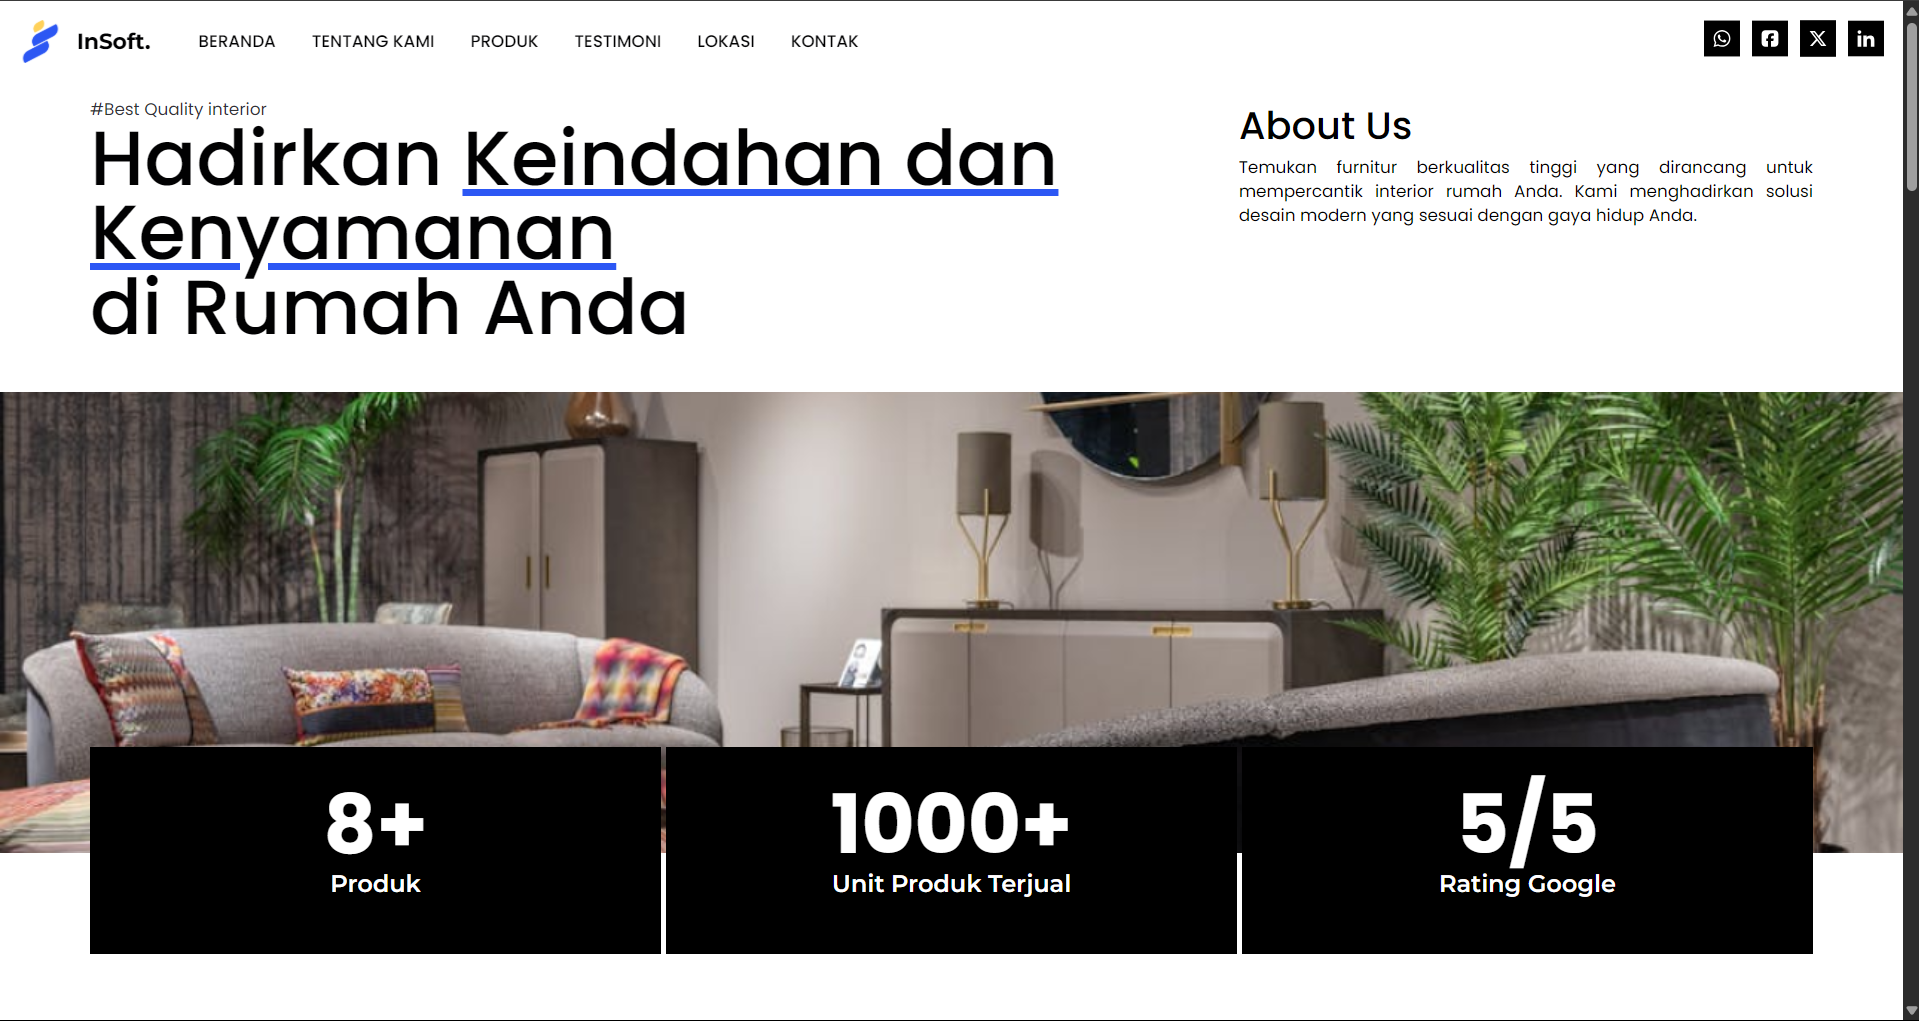 InSoft.
BERANDA TENTANG KAMI PRODUK TESTIMONI LOKASI KONTAK
#Best Quality interior
Hadirkan Keindahan dan
Kenyamanan
di Rumah Anda
About Us
Temukan furnitur berkualitas tinggi yang dirancang untuk
mempercantik interior rumah Anda. Kami menghadirkan solusi
desain modern yang sesuai dengan gaya hidup Anda.
8+
Produk
1000+
Unit Produk Terjual
5/5
Rating Google